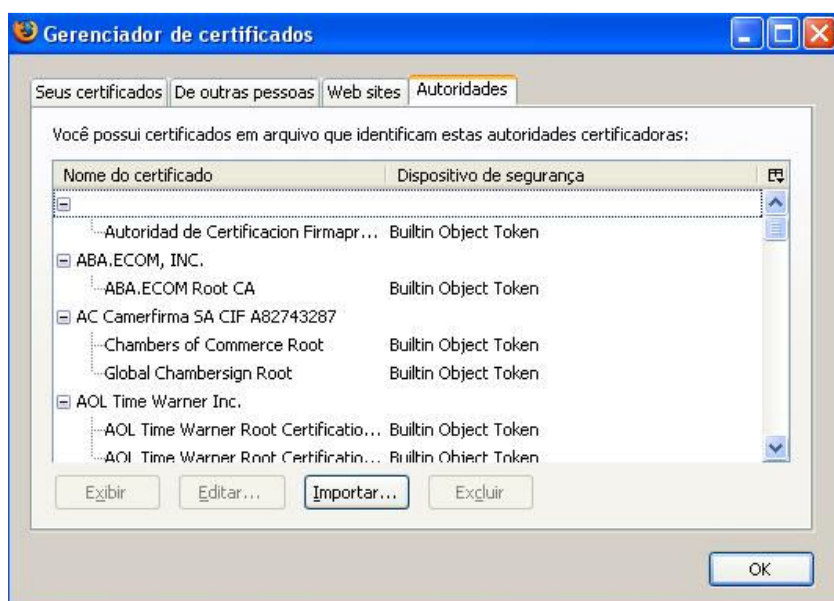 Gerenciador de certificados
Seus certificados De outras pessoas Web sites Autoridades
Você possui certificados em arquivo que identificam estas autoridades certificadoras:
Nome do certificado Dispositivo de segurança
Autoridad de Certificacion Firmapr... Builtin Object Token
ABA.ECOM, INC.
ABA.ECOM Root CA Builtin Object Token
AC Camerfirma SA CIF A82743287
Chambers of Commerce Root Builtin Object Token
Global Chambersign Root Builtin Object Token
AOL Time Warner Inc.
AOL Time Warner Root Certificatio... Builtin Object Token
AOL Time Warner Root Certificatio... Builtin Object Token
Exibir Editar... Importar... Excluir
OK